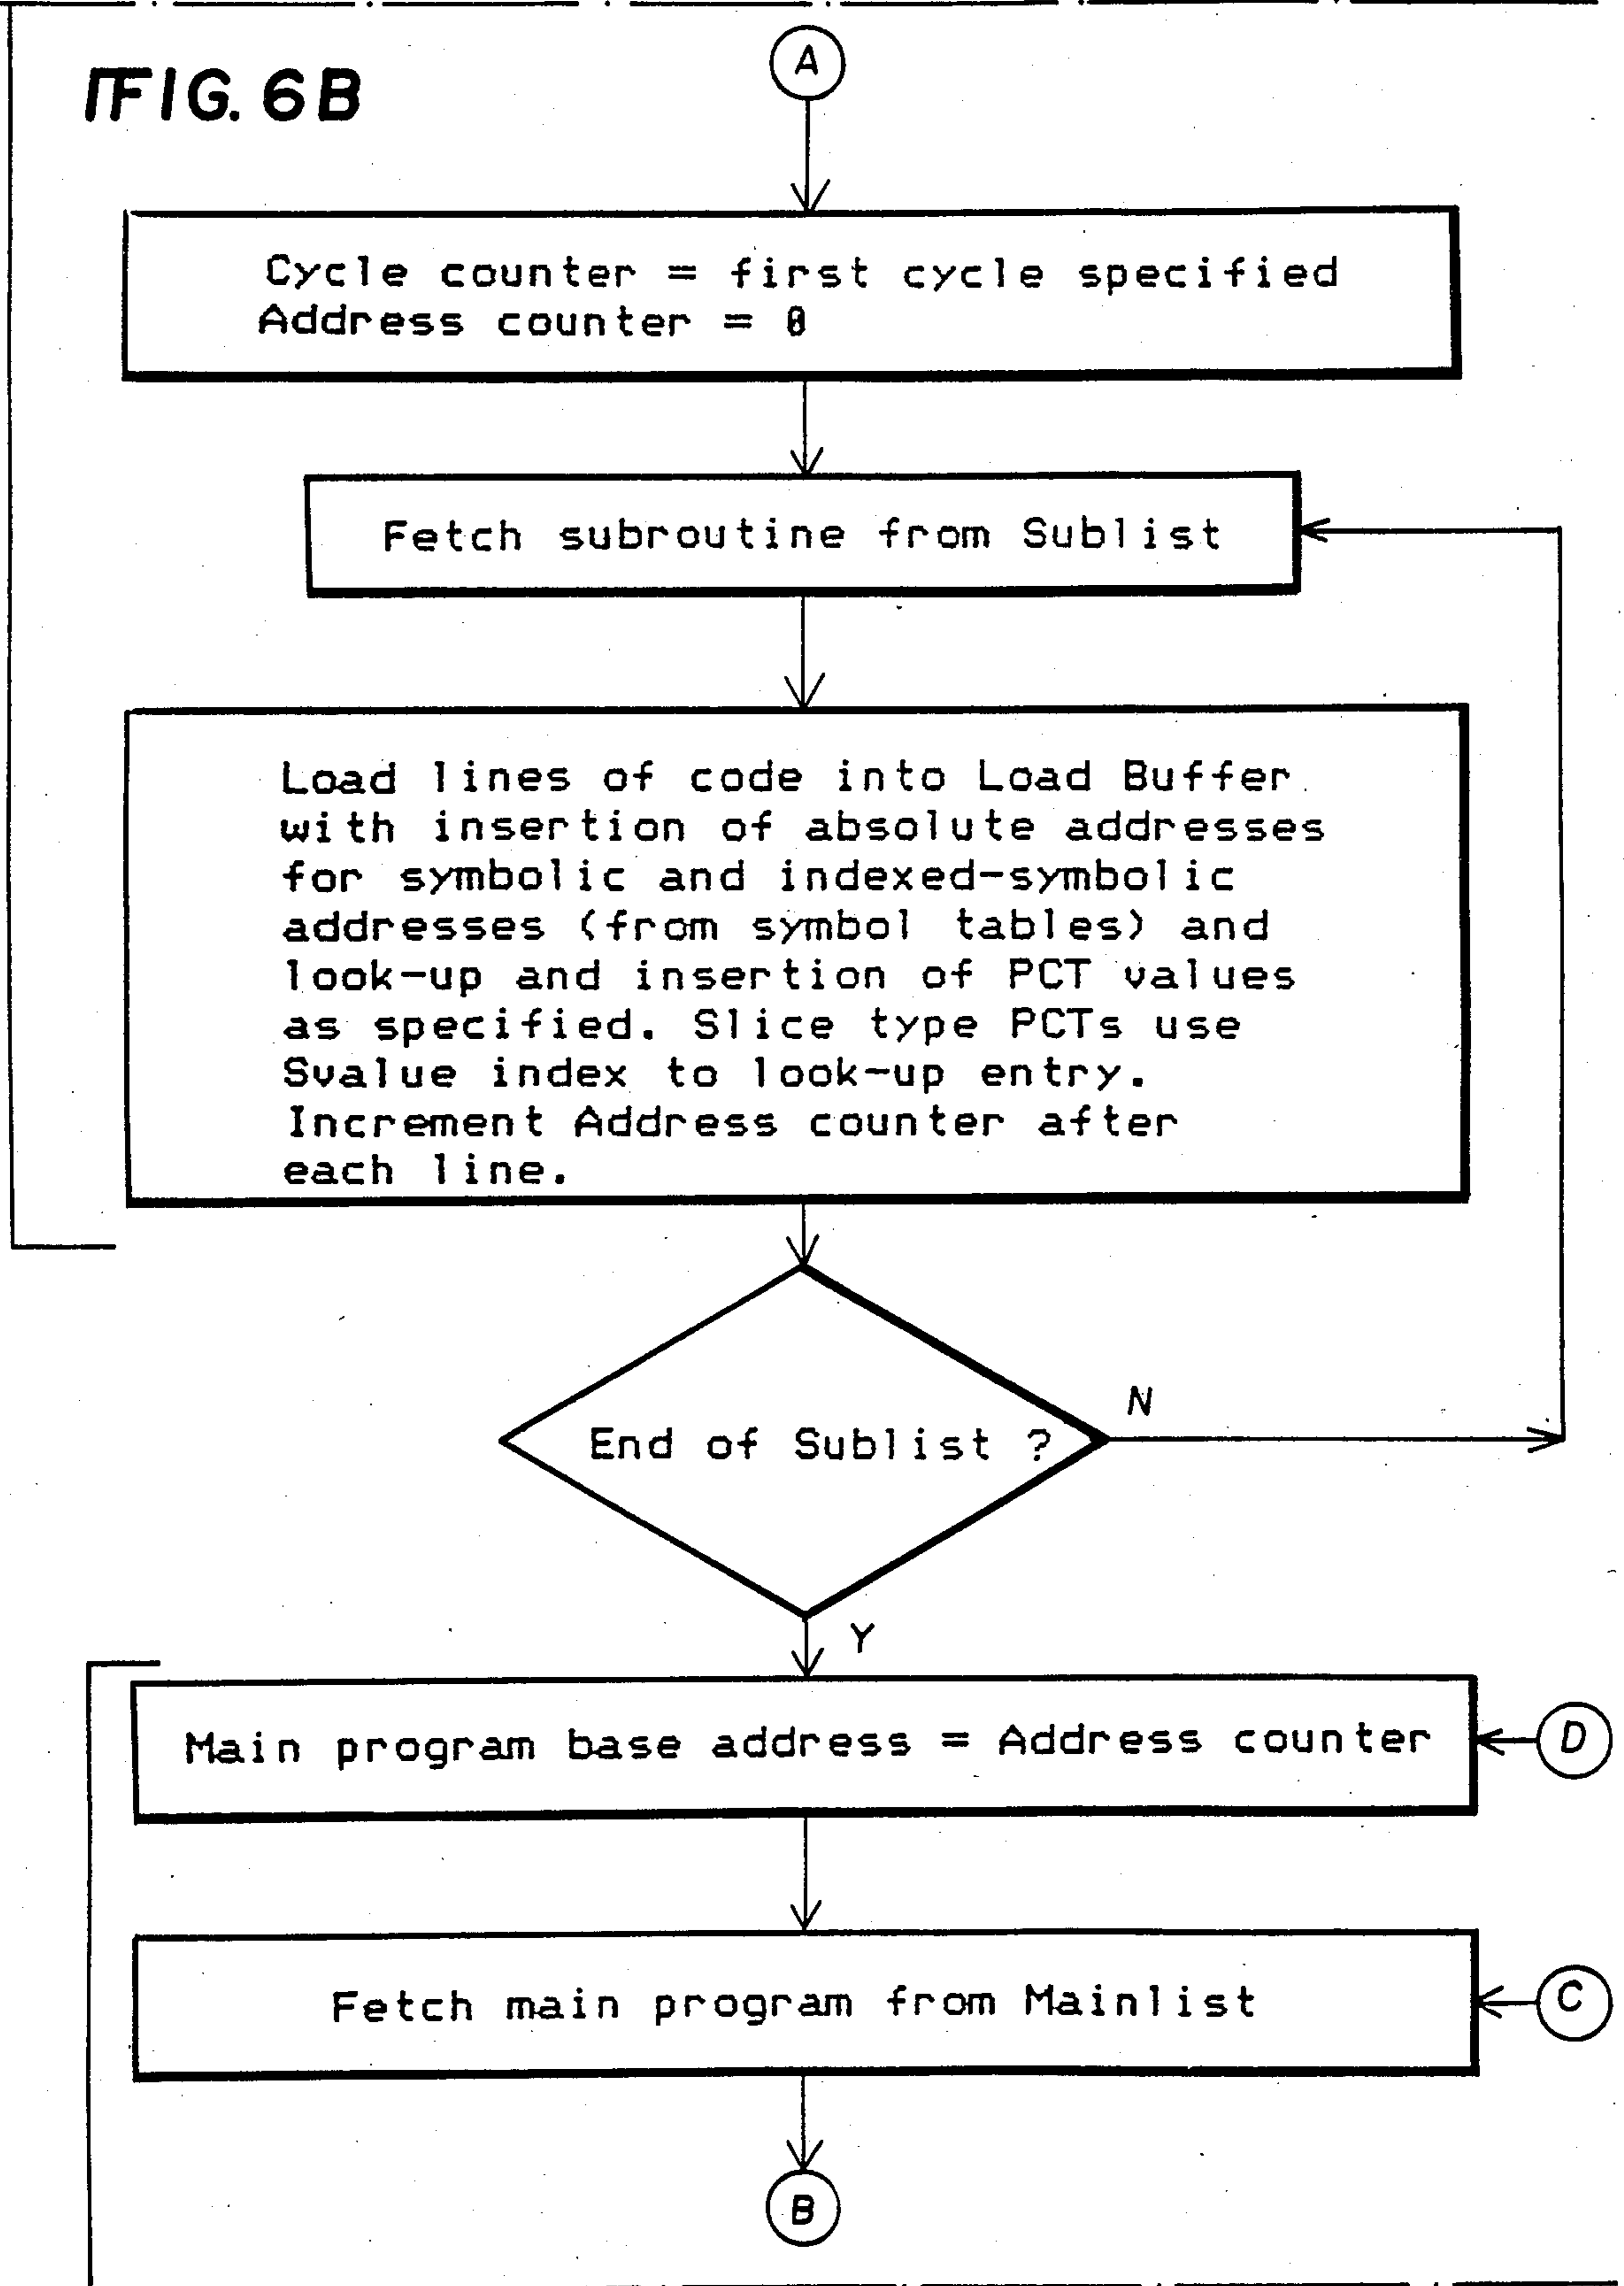 FIG. 6B
A
Cycle counter = first cycle specified
Address counter = 0
Fetch subroutine from Sublist
Load lines of code into Load Buffer
with insertion of absolute addresses
for symbolic and indexed-symbolic
addresses (from symbol tables) and
look-up and insertion of PCT values
as specified. Slice type PCTs use
Svalue index to look-up entry.
Increment Address counter after
each line.
N
End of Sublist ?
Y
Main program base address = Address counter
D
Fetch main program from Mainlist
C
B